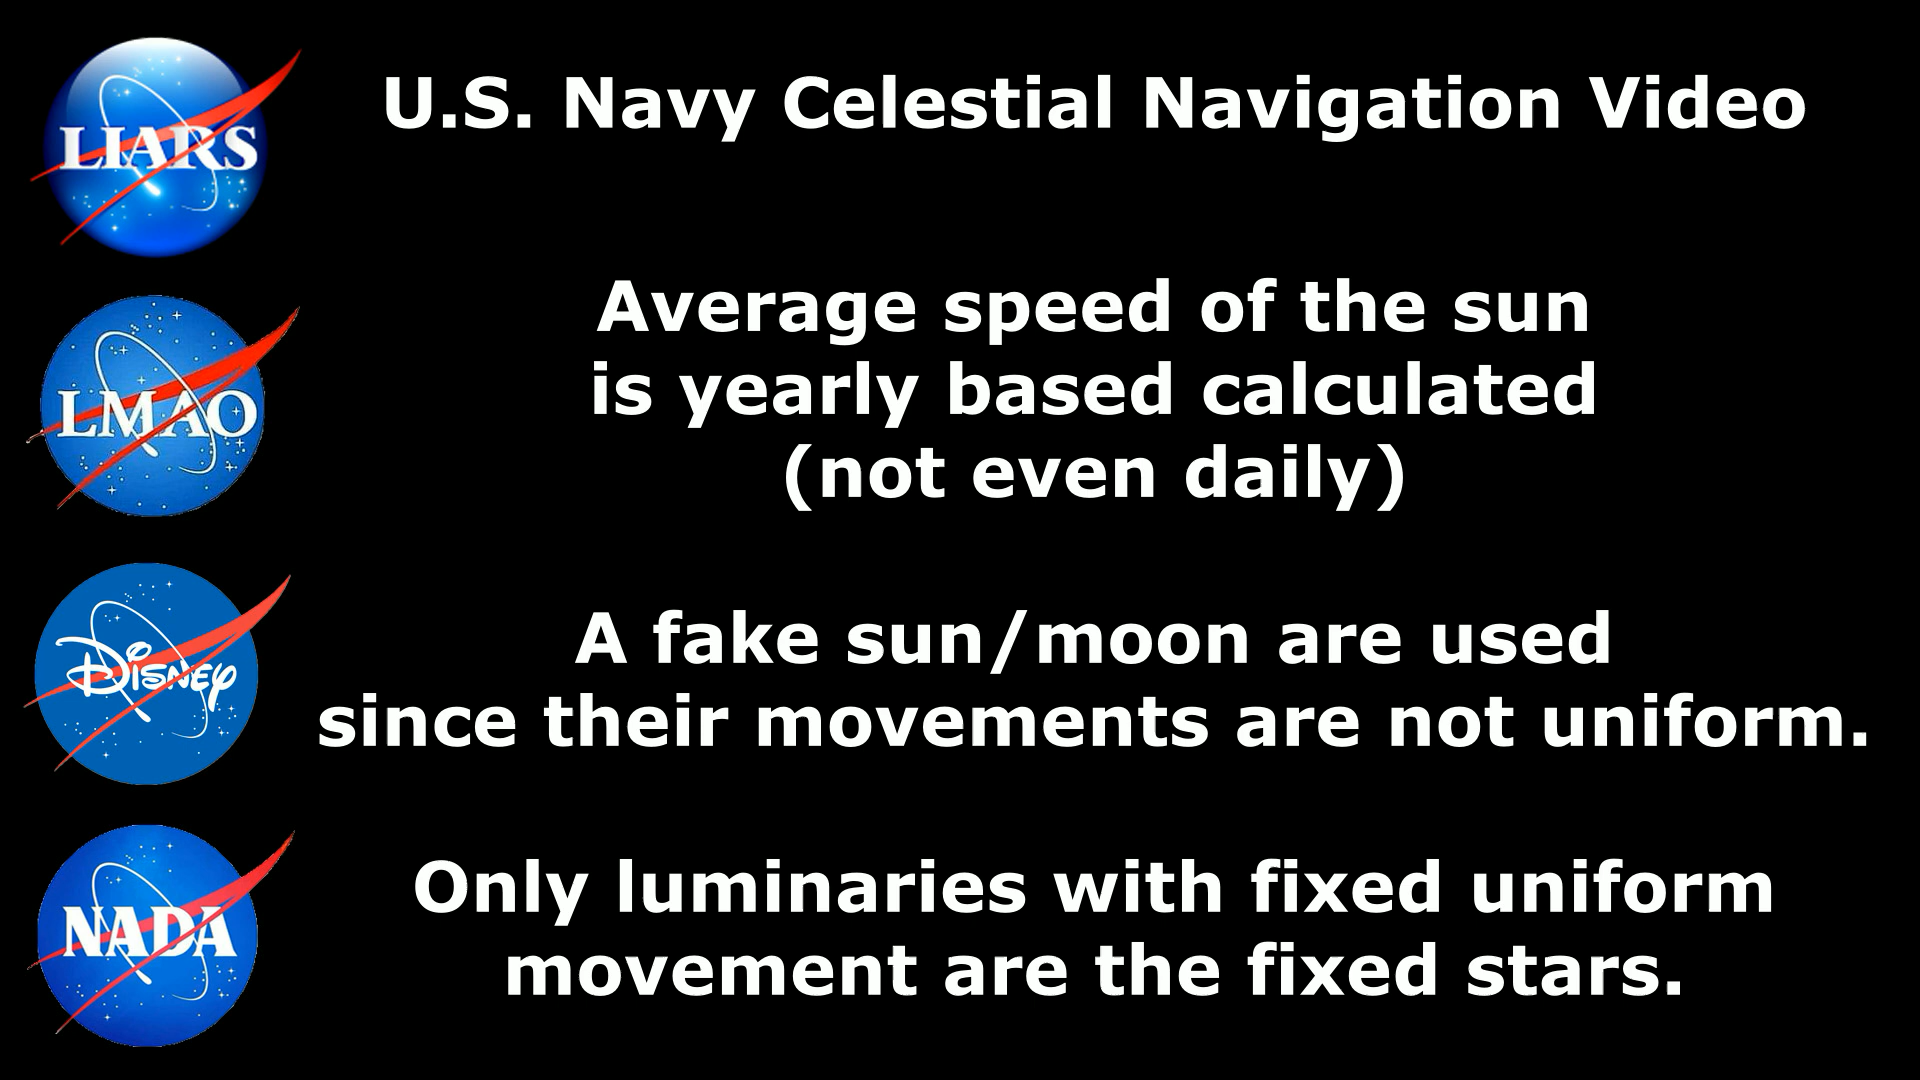 LIARS
U.S. Navy Celestial Navigation Video
Average speed of the sun
is yearly based calculated
(not even daily)
LMAO
A fake sun/moon are used
since their movements are not uniform.
DISNEY
Only luminaries with fixed uniform
movement are the fixed stars.
NADA